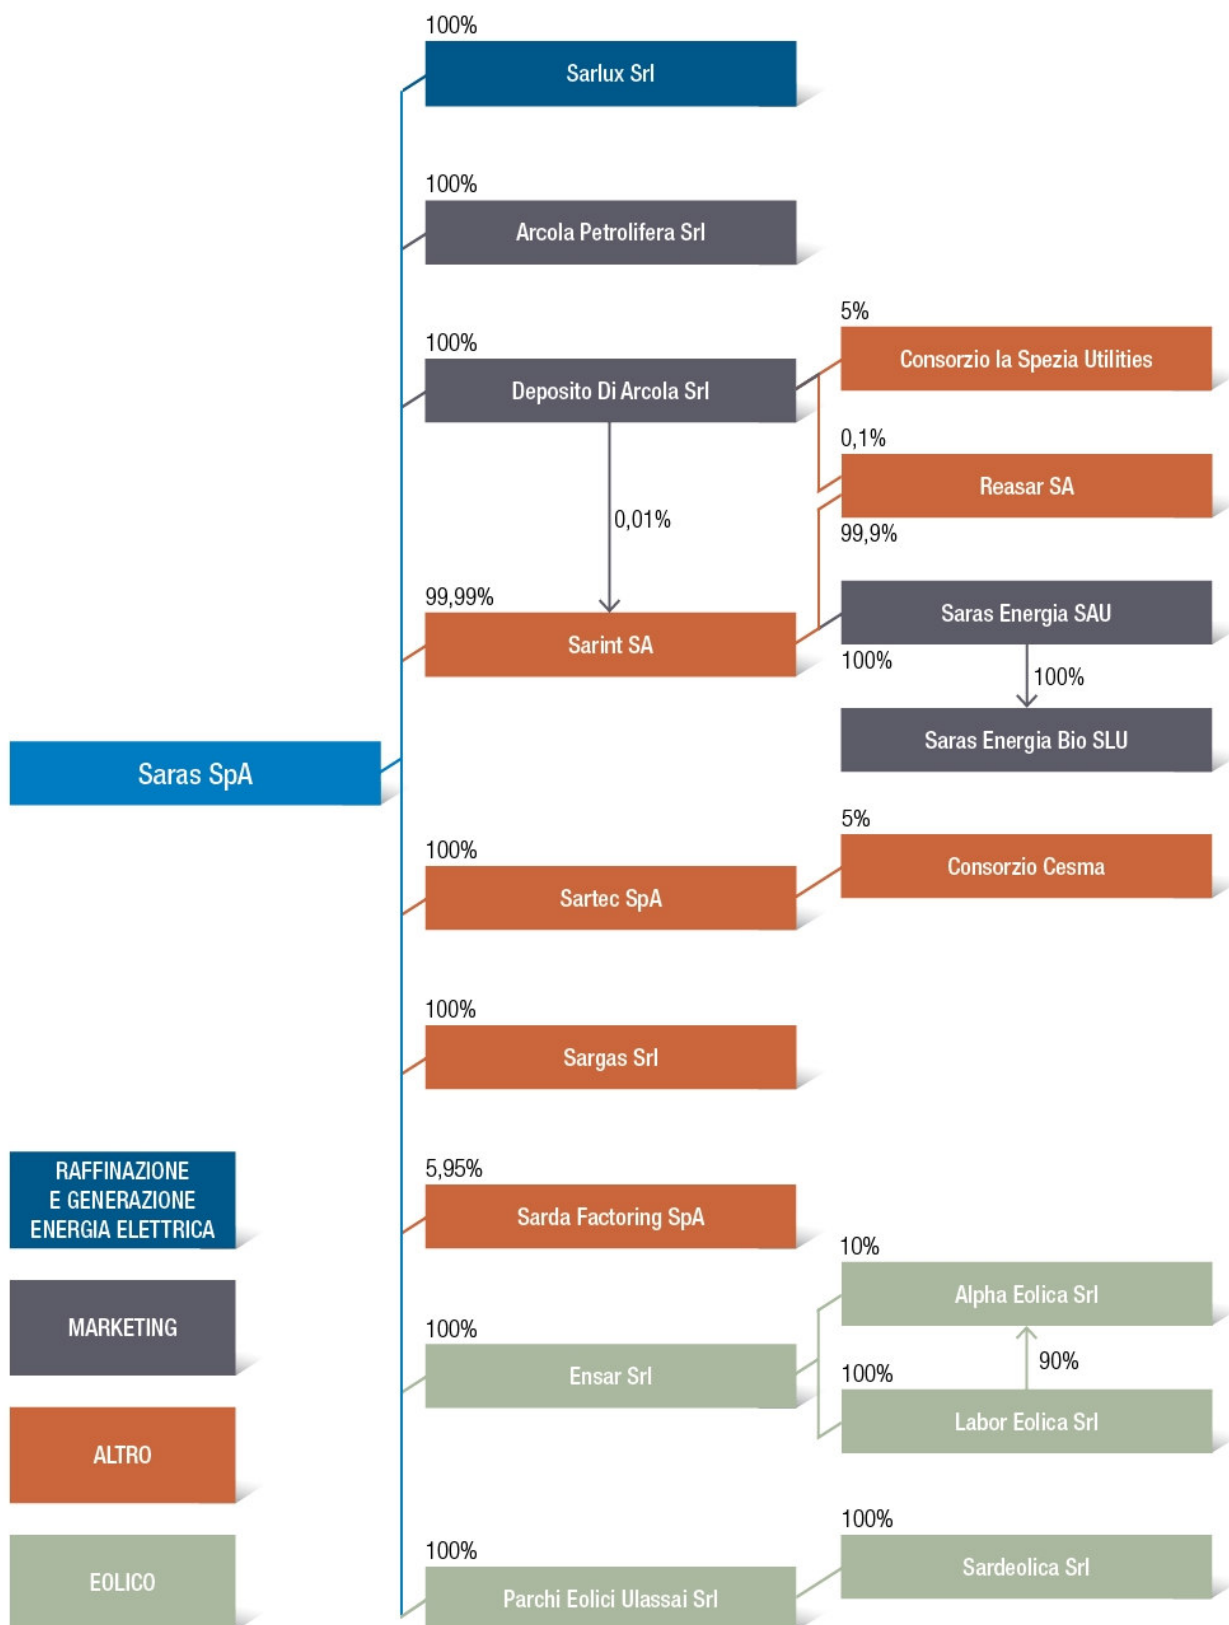 100%
Sarlux Srl
100%
Arcola Petrolifera Srl
100%
Deposito Di Arcola Srl
5%
Consorzio la Spezia Utilities
0,1%
Reasar SA
99,9%
0,01%
99,99%
Sarint SA
Saras Energia SAU
100%
100%
Saras Energia Bio SLU
Saras SpA
100%
Sartec SpA
5%
Consorzio Cesma
100%
Sargas Srl
5,95%
Sarda Factoring SpA
100%
Ensar Srl
10%
Alpha Eolica Srl
90%
100%
Labor Eolica Srl
100%
Parchi Eolici Ulassai Srl
100%
Sardeolica Srl
RAFFINAZIONE
E GENERAZIONE
ENERGIA ELETTRICA
MARKETING
ALTRO
EOLICO